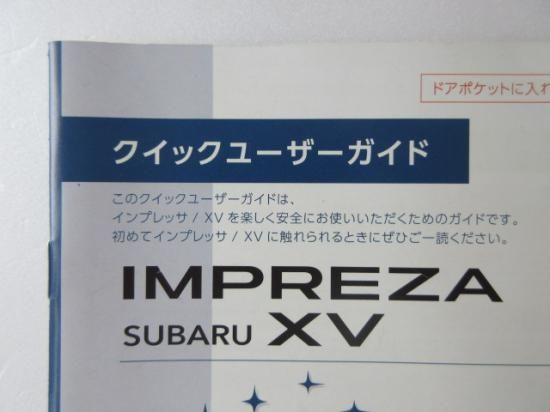 ドアポケットに入れ
クイックユーザーガイド
このクイックユーザーガイドは、
インプレッサ / XV を楽しく安全にお使いいただくためのガイドです。
初めてインプレッサ / XV に触れられるときにぜひご一読ください。
IMPREZA
SUBARU XV